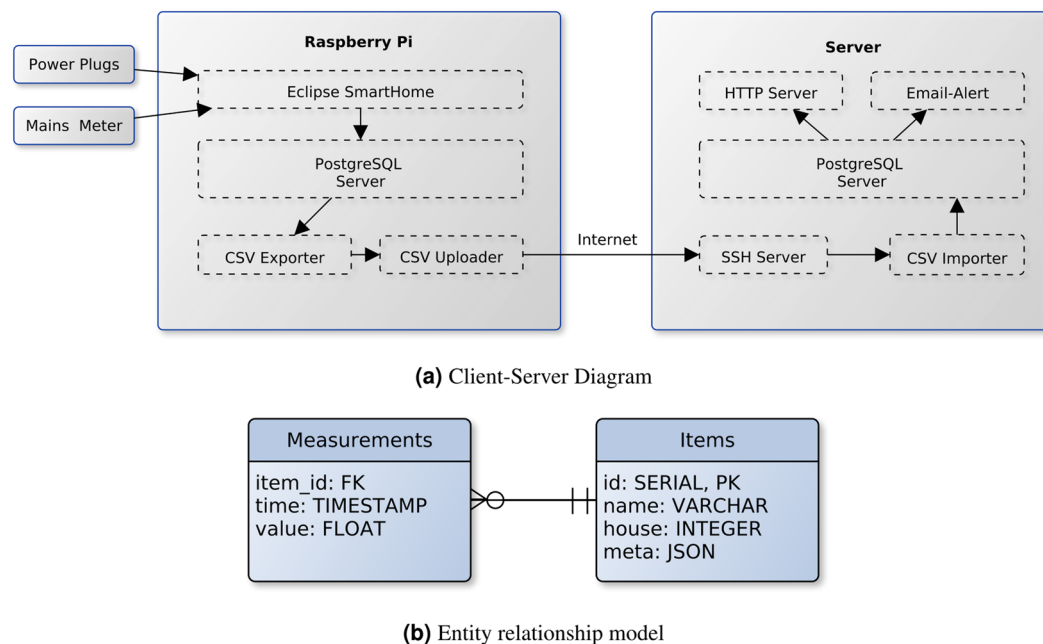 Raspberry Pi
Server
Power Plugs
Mains Meter
Eclipse SmartHome
HTTP Server
Email-Alert
PostgreSQL
Server
PostgreSQL
Server
CSV Exporter
CSV Uploader
Internet
SSH Server
CSV Importer
(a) Client-Server Diagram
Measurements
item_id: FK
time: TIMESTAMP
value: FLOAT
Items
id: SERIAL, PK
name: VARCHAR
house: INTEGER
meta: JSON
(b) Entity relationship model